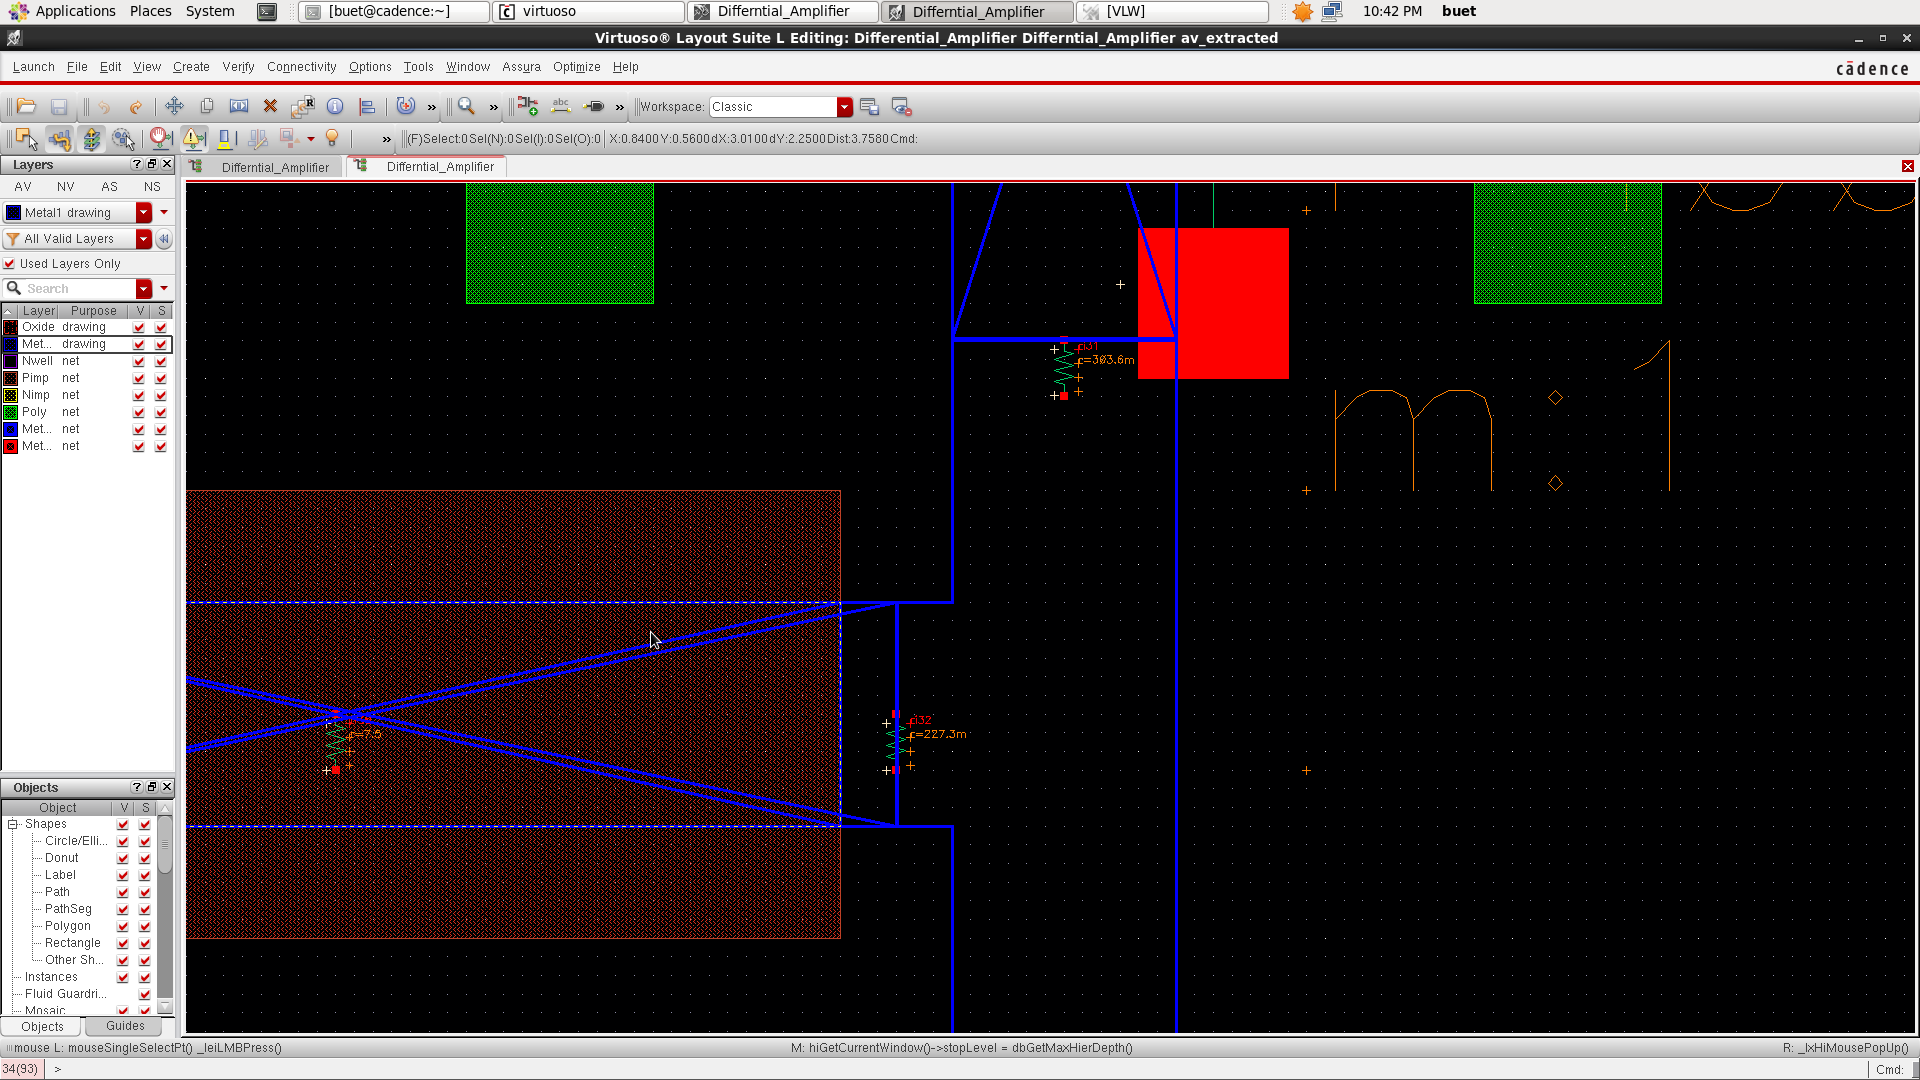 Applications Places System [buet@cadence:~] virtuoso Differntial_Amplifier Differntial_Amplifier [VLW] 10:42 PM buet
Virtuoso® Layout Suite L Editing: Differential_Amplifier Differntial_Amplifier av_extracted
Launch File Edit View Create Verify Connectivity Options Tools Window Assura Optimize Help
cādence
Workspace: Classic
(F)Select:0 Sel(N):0 Sel(I):0 Sel(O):0 X:0.8400 Y:0.5600 dX:3.0100 dY:2.2500 Dist:3.7580 Cmd:
Layers
Differntial_Amplifier Differntial_Amplifier
AV NV AS NS
Metal1 drawing
All Valid Layers
Used Layers Only
Search
Layer Purpose V S
Oxide drawing
Met... drawing
Nwell net
Pimp net
Nimp net
Poly net
Met... net
Met... net
r=303.6m
r=7.5
r=227.3m
Objects
Object V S
Shapes
Circle/Elli...
Donut
Label
Path
PathSeg
Polygon
Rectangle
Other Sh...
Instances
Fluid Guardri...
Mosaic
Objects Guides
mouse L: mouseSingleSelectPt() _leiLMBPress() M: hiGetCurrentWindow()->stopLevel = dbGetMaxHierDepth() R: _lxHiMousePopUp()
34(93) > Cmd: